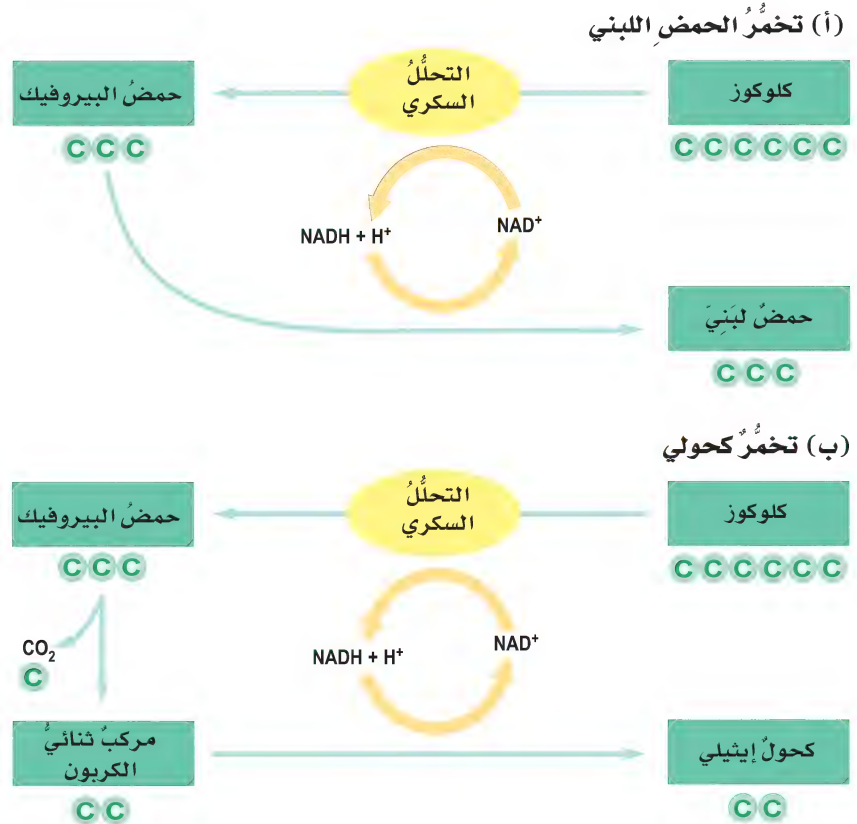 (أ) تخمُّرُ الحمضِ اللبني
كلوكوز
التحلُّلُ
السكري
حمضُ البيروفيك
C C C C C C
C C C
NAD⁺
NADH + H⁺
حمضٌ لبَنِيَ
C C C
(ب) تخمُّرٌ كحولي
كلوكوز
التحلُّلُ
السكري
حمضُ البيروفيك
C C C C C C
C C C
NAD⁺
NADH + H⁺
CO₂
C
كحولٌ إيثيلي
مركبٌ ثنائيُّ
الكربون
C C
C C